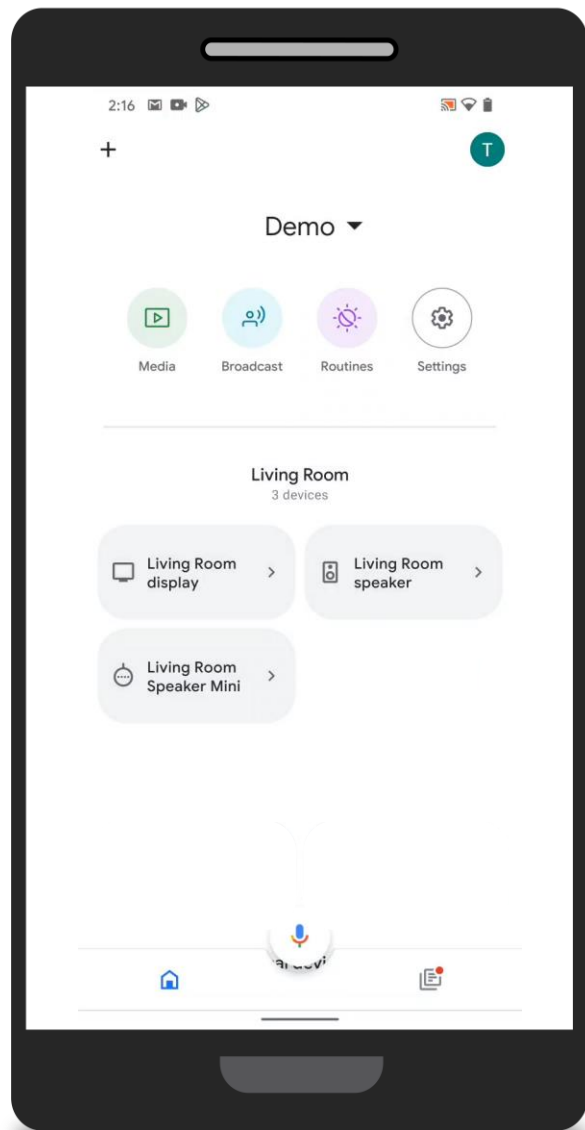 2:16
T
Demo
Media Broadcast Routines Settings
Living Room
3 devices
Living Room
display
Living Room
speaker
Living Room
Speaker Mini